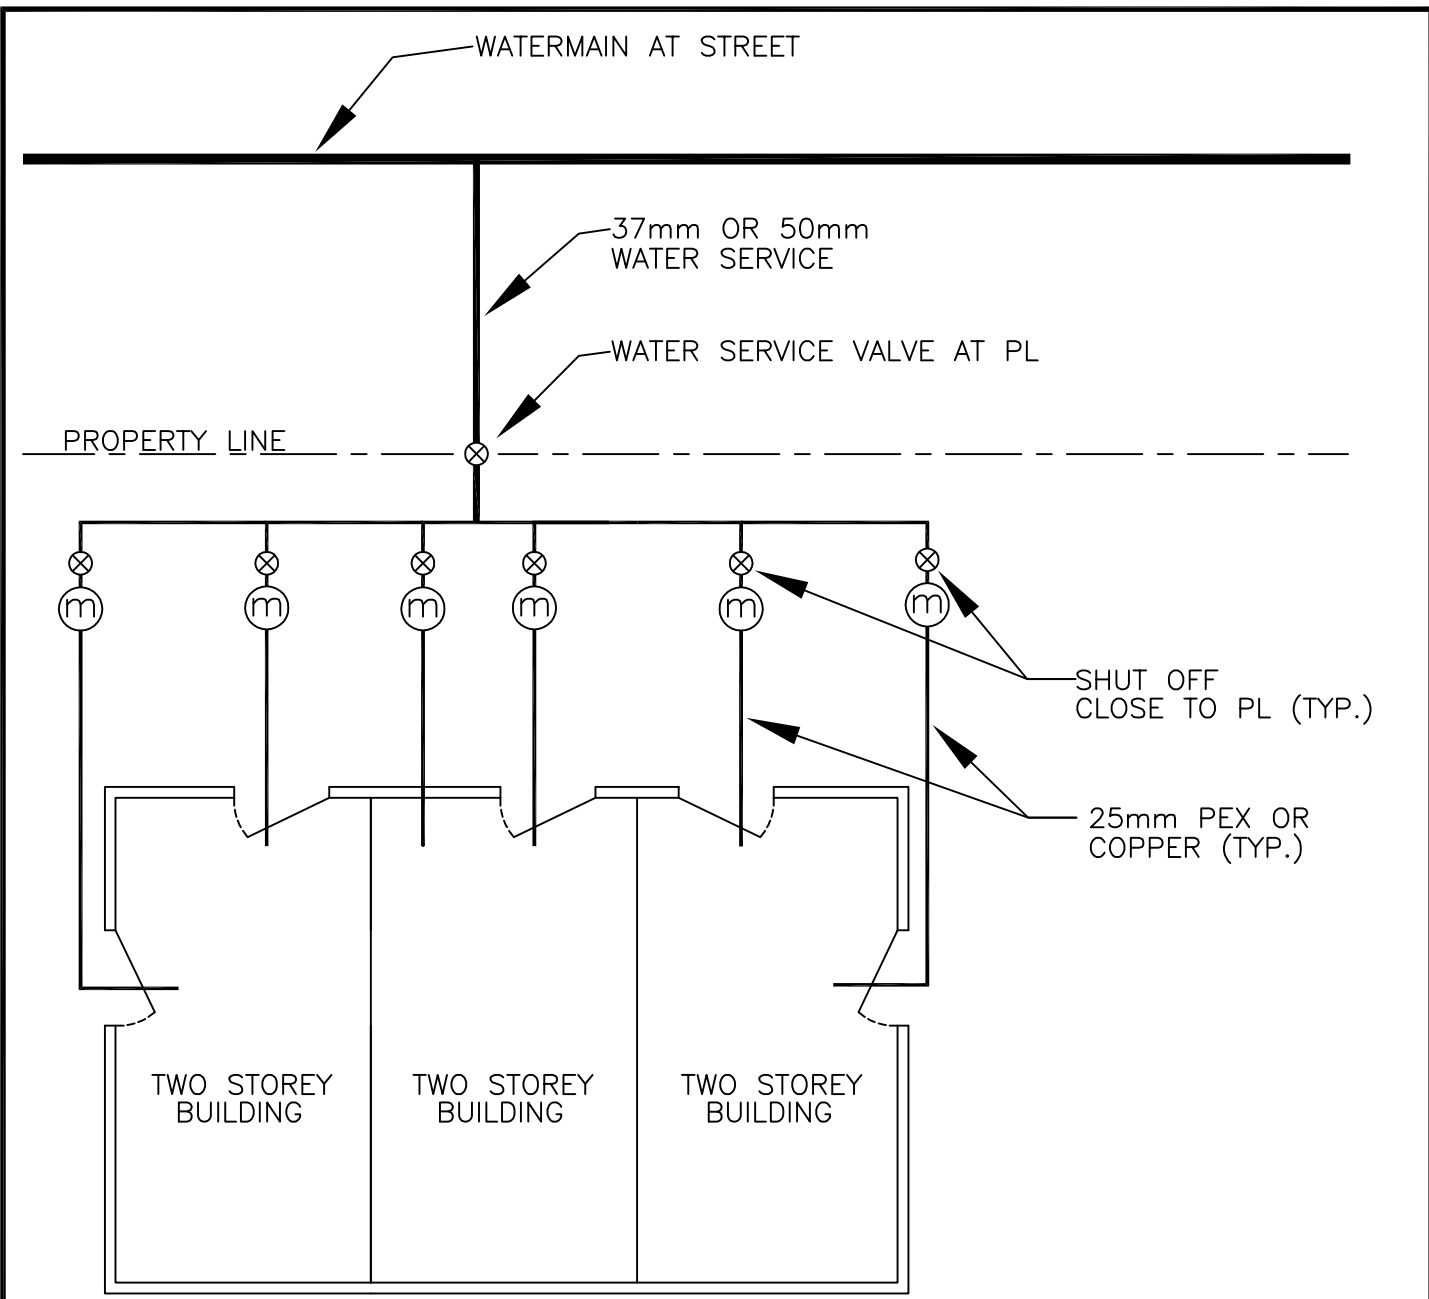 WATERMAIN AT STREET
37mm OR 50mm
WATER SERVICE
WATER SERVICE VALVE AT PL
PROPERTY LINE
m m m m m m
SHUT OFF
CLOSE TO PL (TYP.)
25mm PEX OR
COPPER (TYP.)
TWO STOREY
BUILDING
TWO STOREY
BUILDING
TWO STOREY
BUILDING